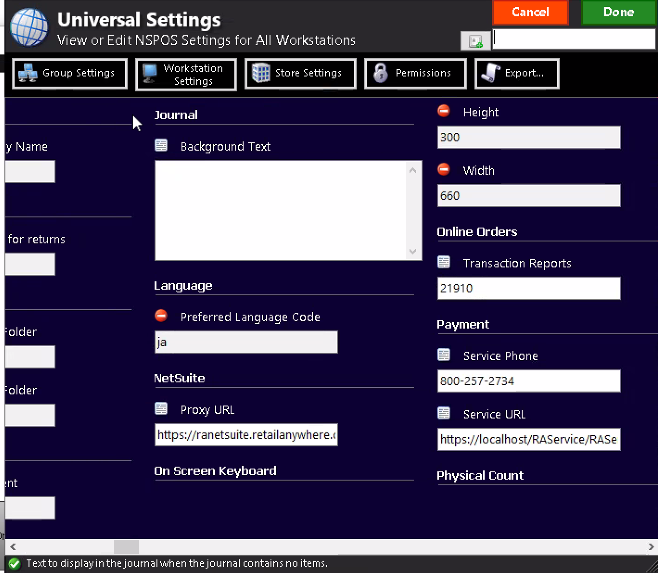 Universal Settings
View or Edit NSPOS Settings for All Workstations
Cancel
Done
Group Settings
Workstation
Settings
Store Settings
Permissions
Export...
y Name
for returns
Folder
Folder
ent
Journal
Background Text
Language
Preferred Language Code
ja
NetSuite
Proxy URL
https://ranetsuite.retailanywhere.c
On Screen Keyboard
Height
300
Width
660
Online Orders
Transaction Reports
21910
Payment
Service Phone
800-257-2734
Service URL
https://localhost/RAService/RASe
Physical Count
Text to display in the journal when the journal contains no items.